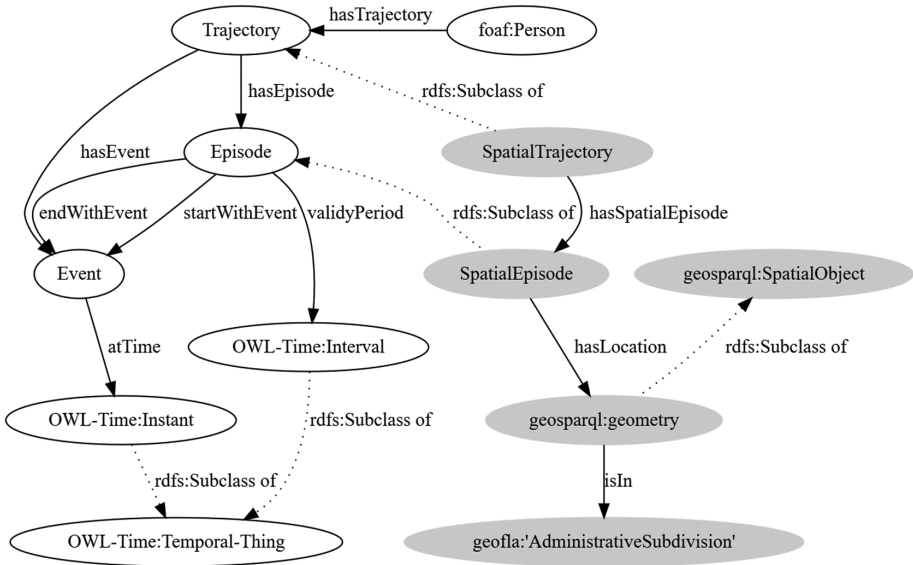 hasTrajectory
Trajectory
foaf:Person
hasEpisode
rdfs:Subclass of
hasEvent
Episode
SpatialTrajectory
endWithEvent
startWithEvent
validyPeriod
rdfs:Subclass of
hasSpatialEpisode
Event
SpatialEpisode
geosparql:SpatialObject
atTime
OWL-Time:Interval
hasLocation
rdfs:Subclass of
OWL-Time:Instant
rdfs:Subclass of
geosparql:geometry
rdfs:Subclass of
isIn
OWL-Time:Temporal-Thing
geofla:'AdministrativeSubdivision'